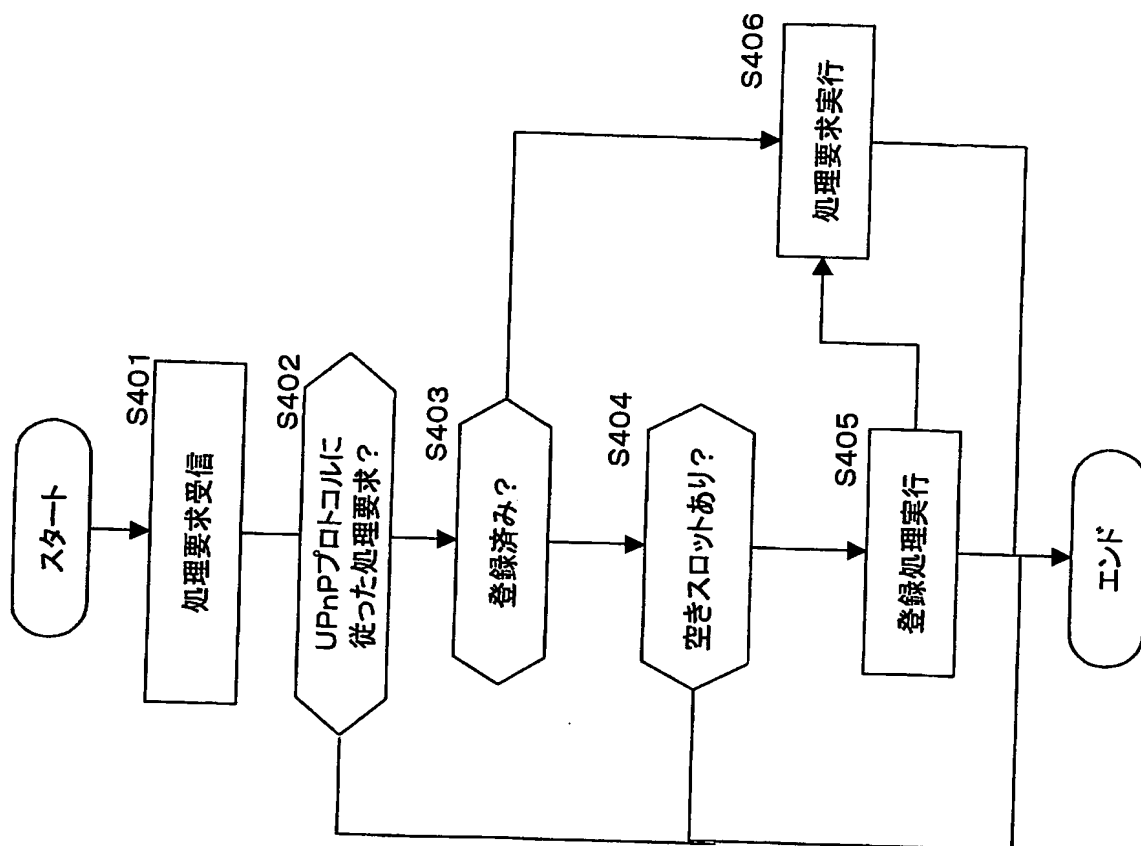 スタート
S401
処理要求受信
S402
UPnPプロトコルに
従った処理要求？
S403
登録済み？
S404
空きスロットあり？
S405
登録処理実行
S406
処理要求実行
エンド